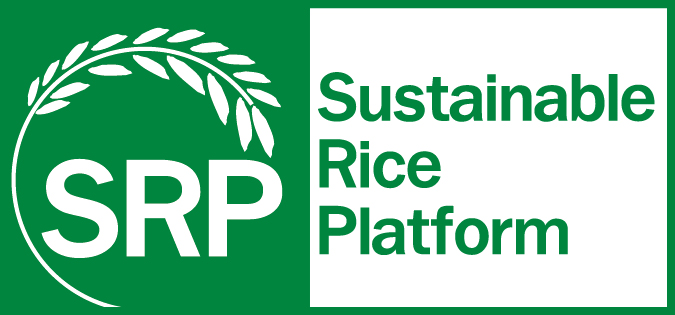 SRP
Sustainable
Rice
Platform